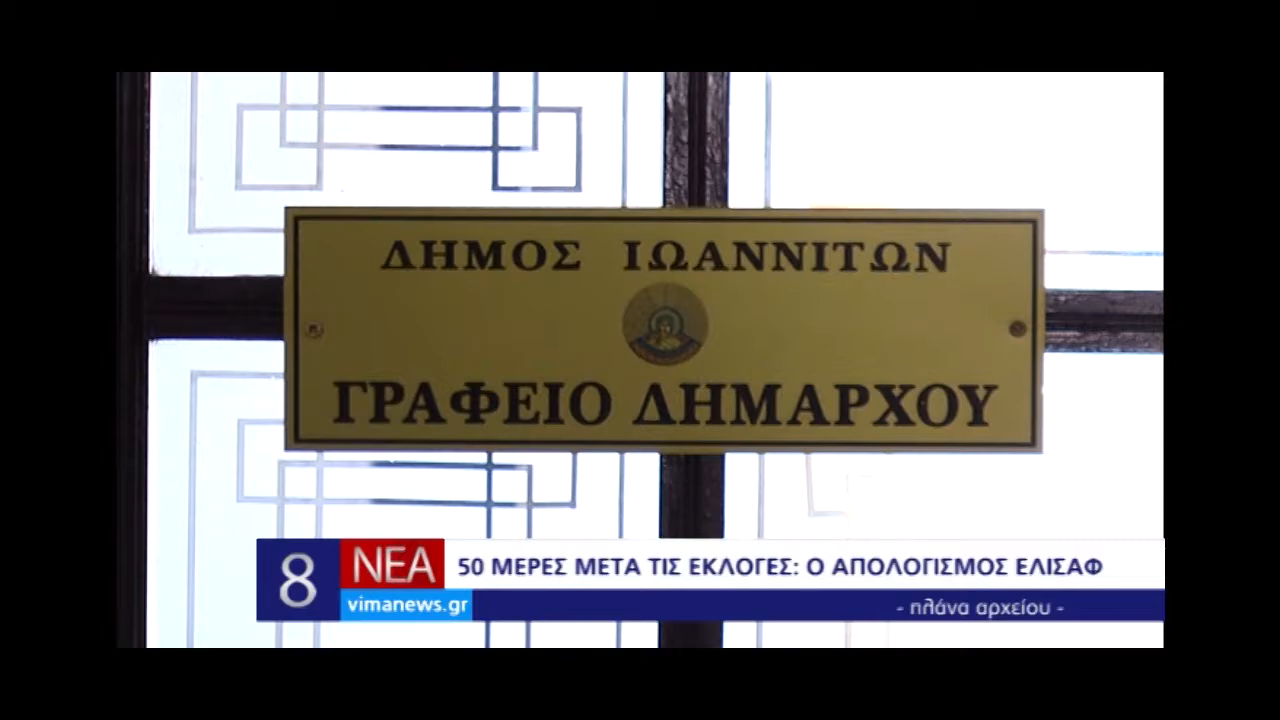 ΔΗΜΟΣ ΙΩΑΝΝΙΤΩΝ
ΓΡΑΦΕΙΟ ΔΗΜΑΡΧΟΥ
8 ΝΕΑ 50 ΜΕΡΕΣ ΜΕΤΑ ΤΙΣ ΕΚΛΟΓΕΣ: Ο ΑΠΟΛΟΓΙΣΜΟΣ ΕΛΙΣΑΦ
vimanews.gr - πλάνα αρχείου -